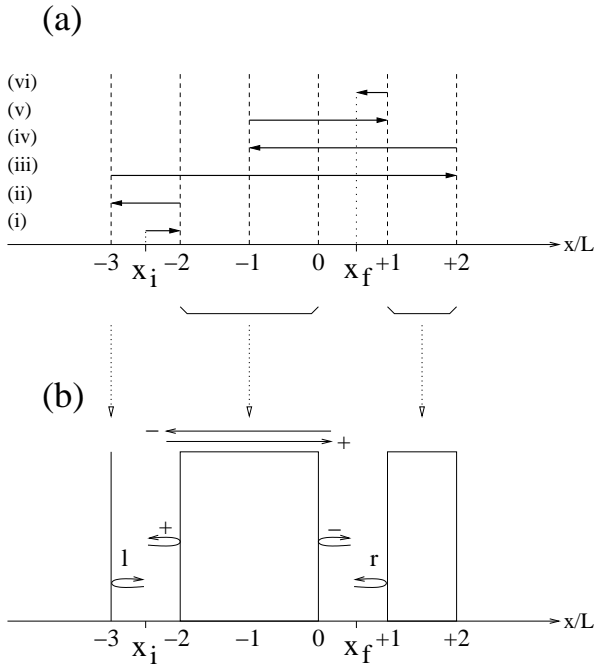 (a)
(vi)
(v)
(iv)
(iii)
(ii)
(i)
x/L
−3 x_i −2 −1 0 x_f +1 +2
(b)
−
+
+ −
l r
x/L
−3 x_i −2 −1 0 x_f +1 +2